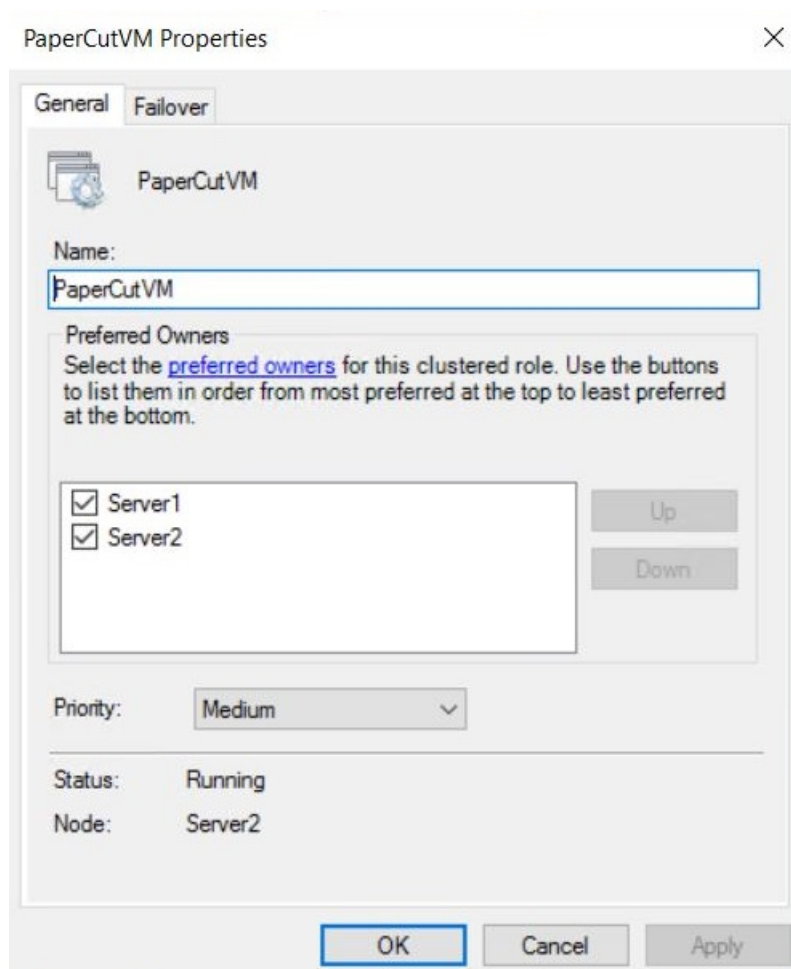 PaperCutVM Properties
General
Failover
PaperCutVM
Name:
PaperCutVM
Preferred Owners
Select the preferred owners for this clustered role. Use the buttons
to list them in order from most preferred at the top to least preferred
at the bottom.
Server1
Server2
Up
Down
Priority: Medium
Status: Running
Node: Server2
OK
Cancel
Apply